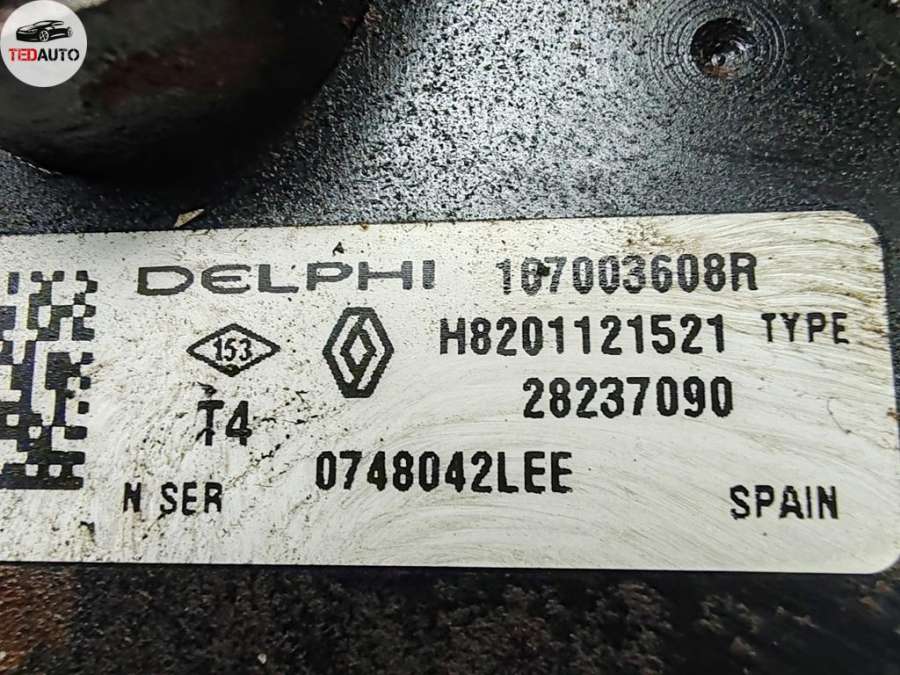 TEDAUTO
DELPHI 167003608R
H8201121521 TYPE
153
28237090
T4
N SER 0748042LEE
SPAIN